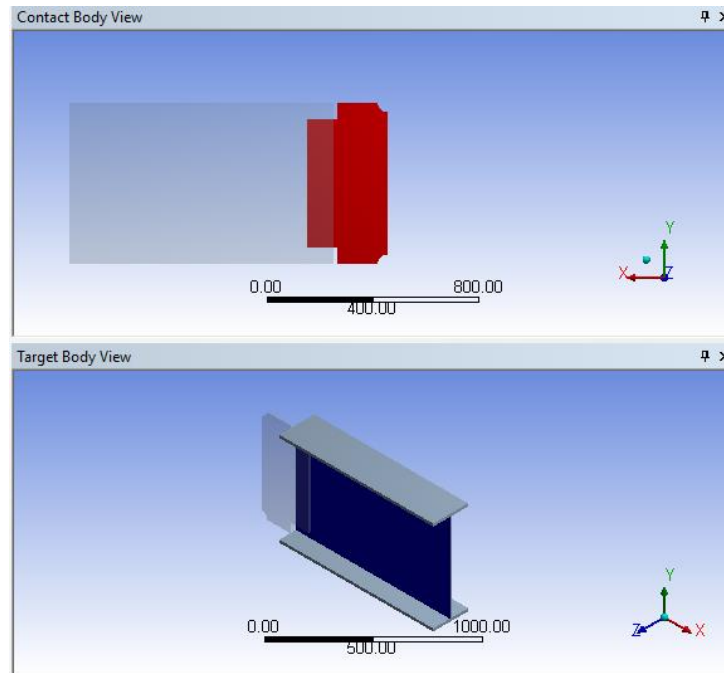 Contact Body View
Y
X
Z
0.00
800.00
400.00
Target Body View
Y
Z
X
0.00
1000.00
500.00